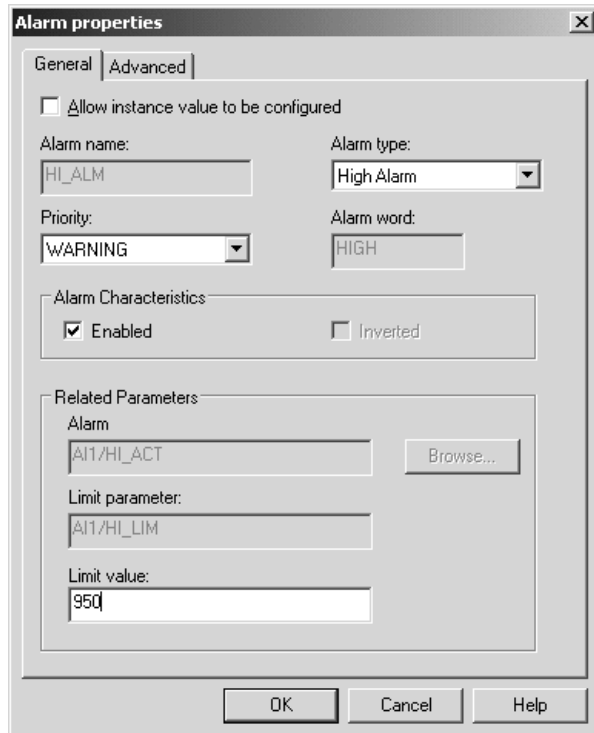 Alarm properties
General Advanced
Allow instance value to be configured
Alarm name: Alarm type:
HI_ALM High Alarm
Priority: Alarm word:
WARNING HIGH
Alarm Characteristics
Enabled Inverted
Related Parameters
Alarm
AI1/HI_ACT Browse...
Limit parameter:
AI1/HI_LIM
Limit value:
950
OK Cancel Help